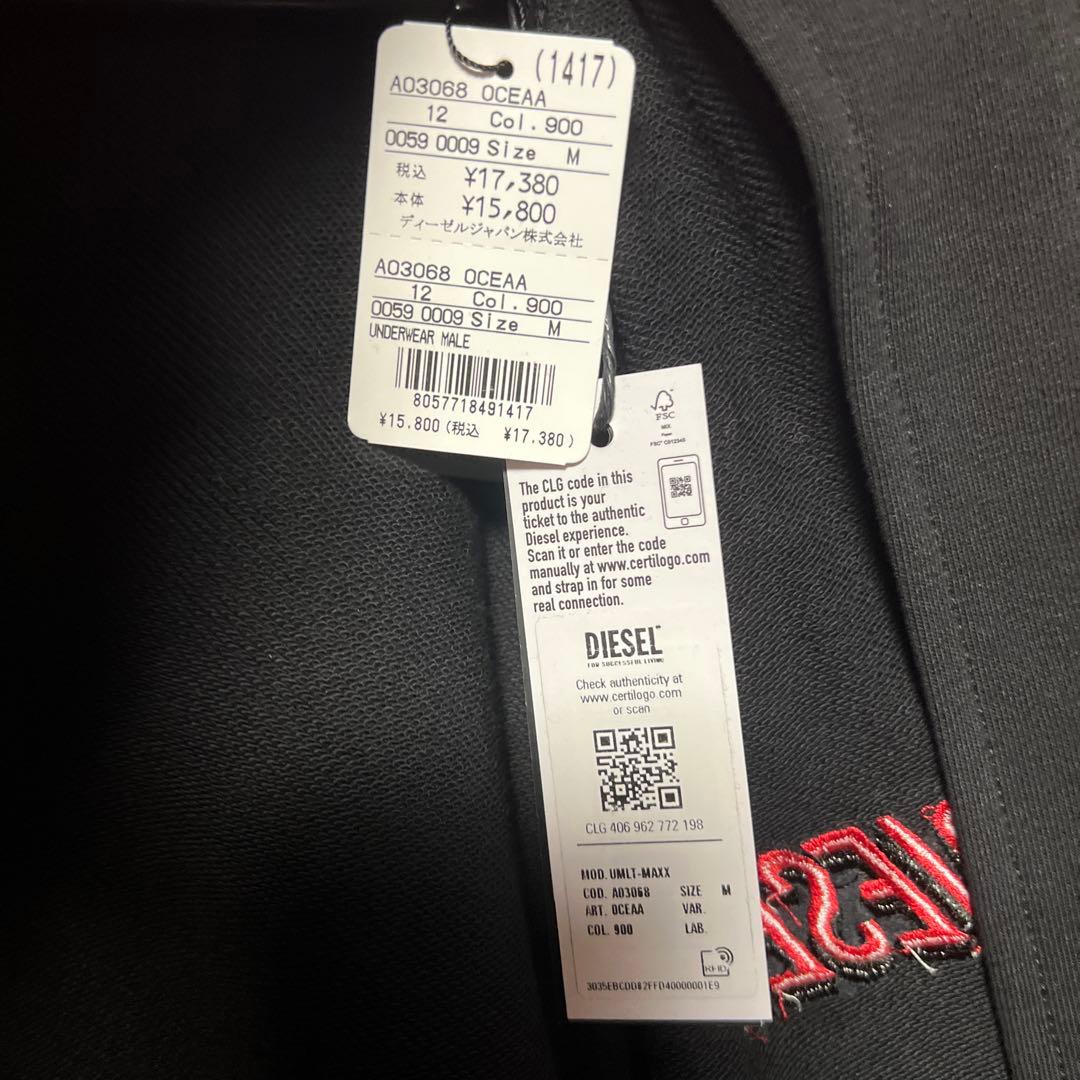 (1417)
A03068 OCEAA
12 Col.900
0059 0009 Size M
税込 ¥17,380
本体 ¥15,800
ディーゼルジャパン株式会社
A03068 OCEAA
12 Col.900
0059 0009 Size M
UNDERWEAR MALE
8057718491417
¥15,800(税込 ¥17,380)
FSC
MIX
Paper
The CLG code in this
product is your
ticket to the authentic
Diesel experience.
Scan it or enter the code
manually at www.certilogo.com
and strap in for some
real connection.
DIESEL
FOR SUCCESSFUL LIVING
Check authenticity at
www.certilogo.com
or scan
CLG 406 962 772 198
MOD. UMLT-MAXX
COD. A03068 SIZE M
ART. OCEAA VAR.
COL. 900 LAB.
RFID